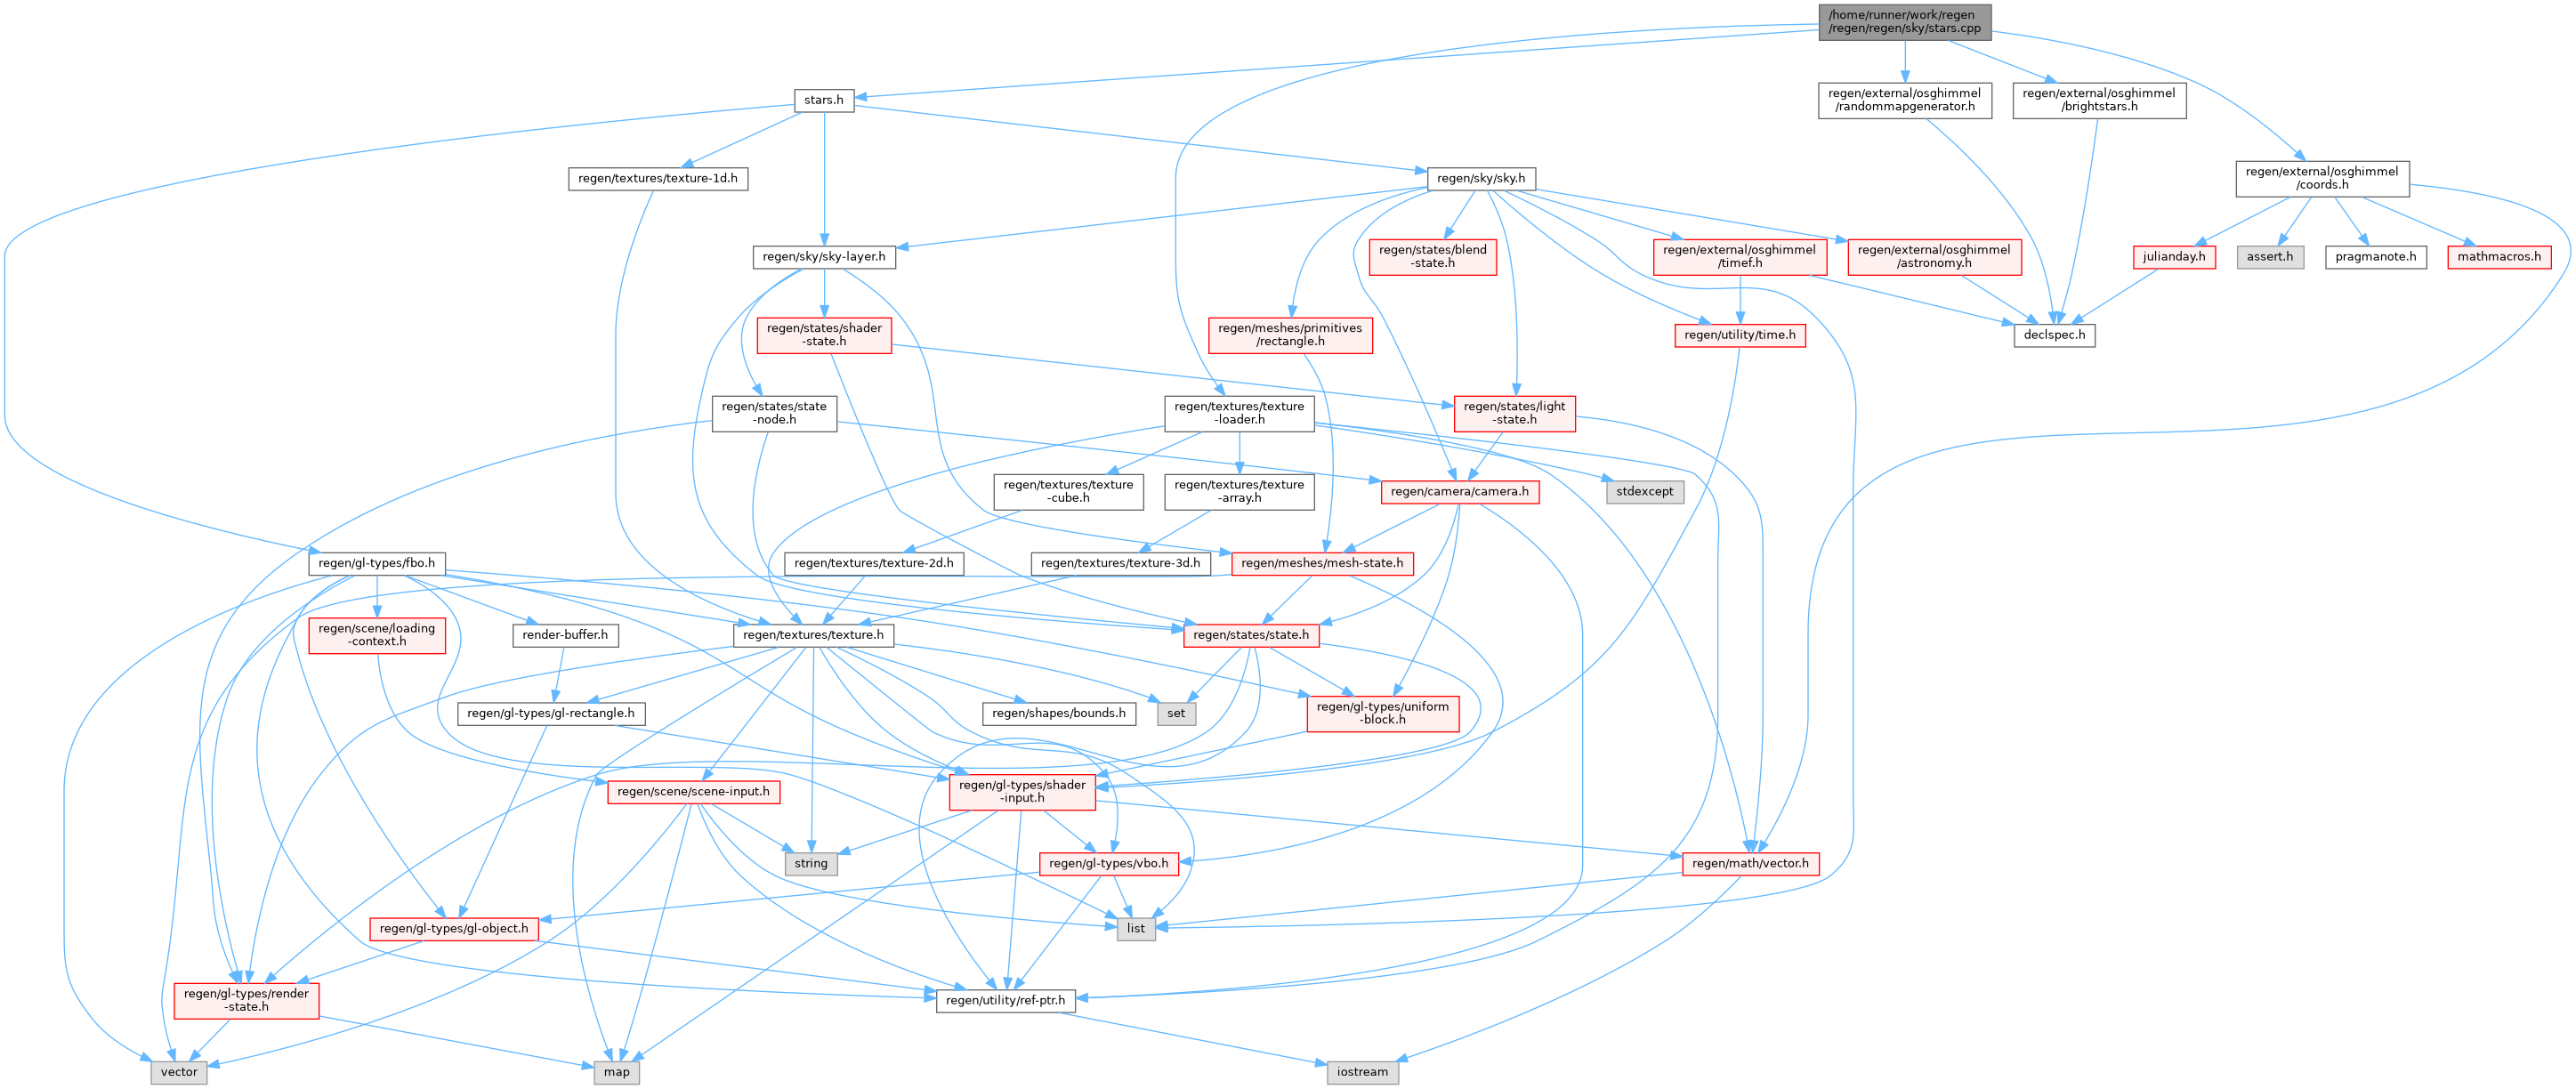 /home/runner/work/regen
/regen/regen/sky/stars.cpp
stars.h
regen/external/osghimmel
/randommapgenerator.h
regen/external/osghimmel
/brightstars.h
regen/textures/texture-1d.h
regen/sky/sky.h
regen/external/osghimmel
/coords.h
regen/sky/sky-layer.h
regen/states/blend
-state.h
regen/external/osghimmel
/timef.h
regen/external/osghimmel
/astronomy.h
julianday.h
assert.h
pragmanote.h
mathmacros.h
regen/states/shader
-state.h
regen/meshes/primitives
/rectangle.h
regen/utility/time.h
declspec.h
regen/states/state
-node.h
regen/textures/texture
-loader.h
regen/states/light
-state.h
regen/textures/texture
-cube.h
regen/textures/texture
-array.h
regen/camera/camera.h
stdexcept
regen/gl-types/fbo.h
regen/textures/texture-2d.h
regen/textures/texture-3d.h
regen/meshes/mesh-state.h
regen/scene/loading
-context.h
render-buffer.h
regen/textures/texture.h
regen/states/state.h
regen/gl-types/gl-rectangle.h
regen/shapes/bounds.h
set
regen/gl-types/uniform
-block.h
regen/scene/scene-input.h
regen/gl-types/shader
-input.h
string
regen/gl-types/vbo.h
regen/math/vector.h
regen/gl-types/gl-object.h
list
regen/gl-types/render
-state.h
regen/utility/ref-ptr.h
vector
map
iostream